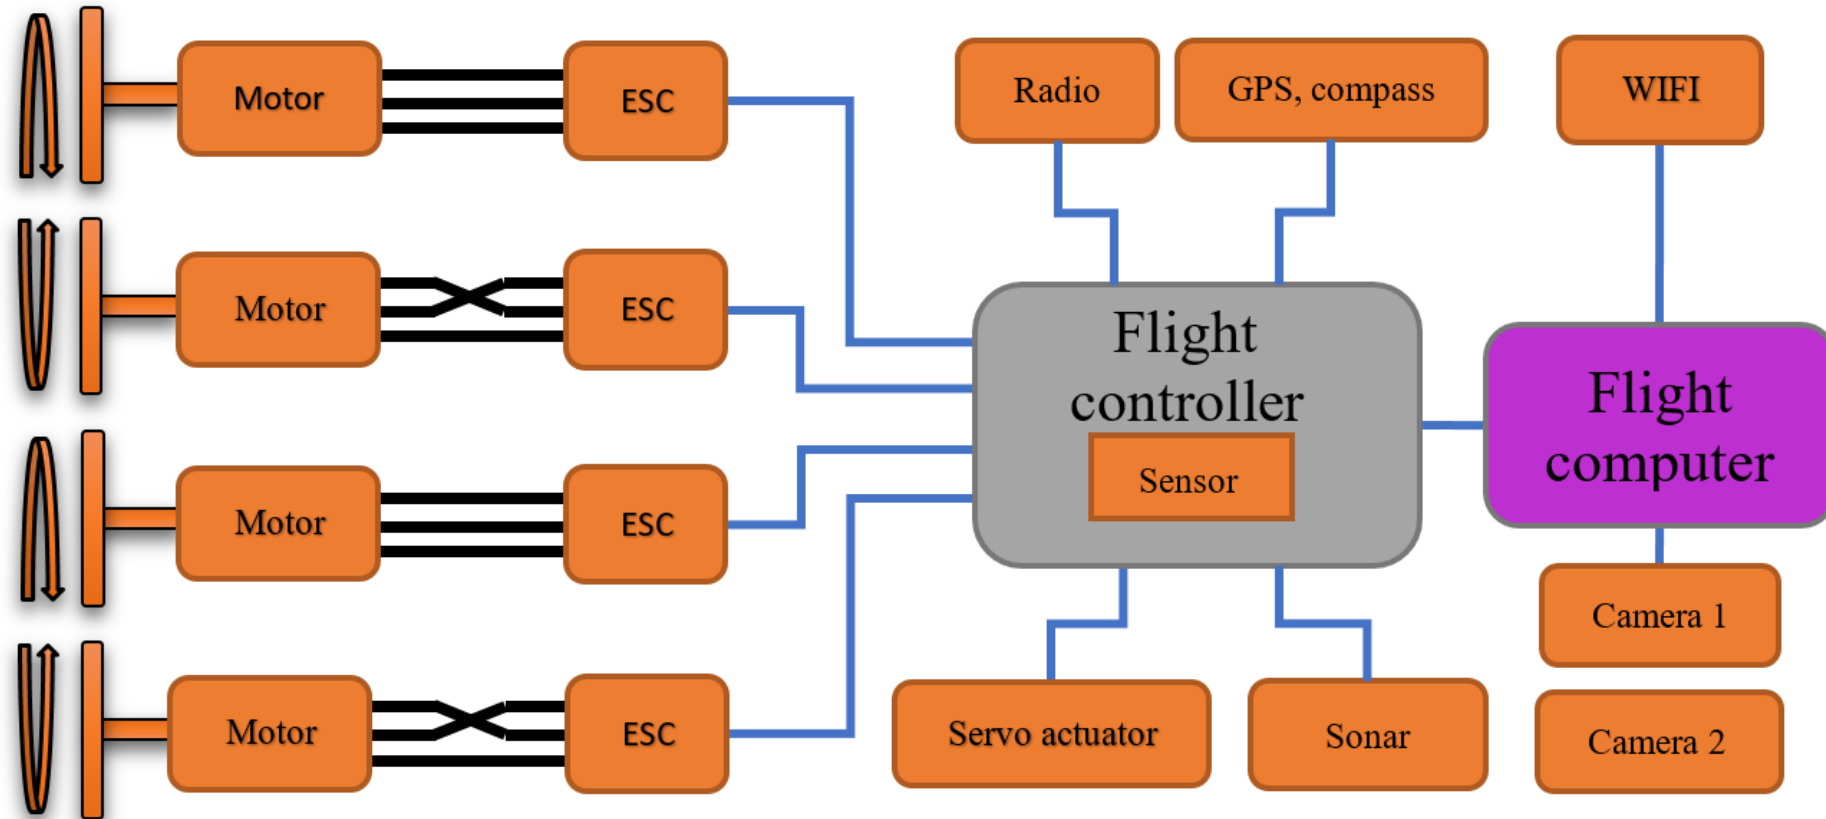 Motor
ESC
Radio
GPS, compass
WIFI
Motor
ESC
Flight
controller
Sensor
Flight
computer
Motor
ESC
Camera 1
Motor
ESC
Servo actuator
Sonar
Camera 2